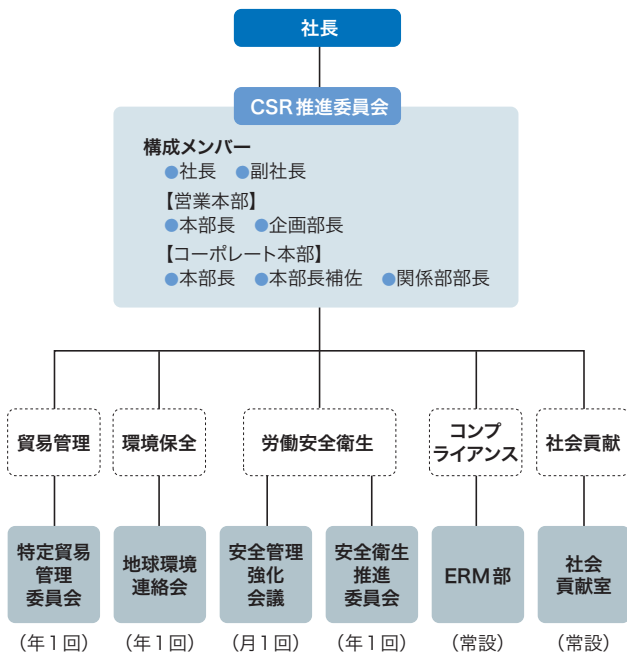 社長
CSR推進委員会
構成メンバー
●社長 ●副社長
【営業本部】
●本部長 ●企画部長
【コーポレート本部】
●本部長 ●本部長補佐 ●関係部部長
貿易管理
環境保全
労働安全衛生
コンプ
ライアンス
社会貢献
特定貿易
管理
委員会
地球環境
連絡会
安全管理
強化
会議
安全衛生
推進
委員会
ERM部
社会
貢献室
（年1回）
（年1回）
（月1回）
（年1回）
（常設）
（常設）